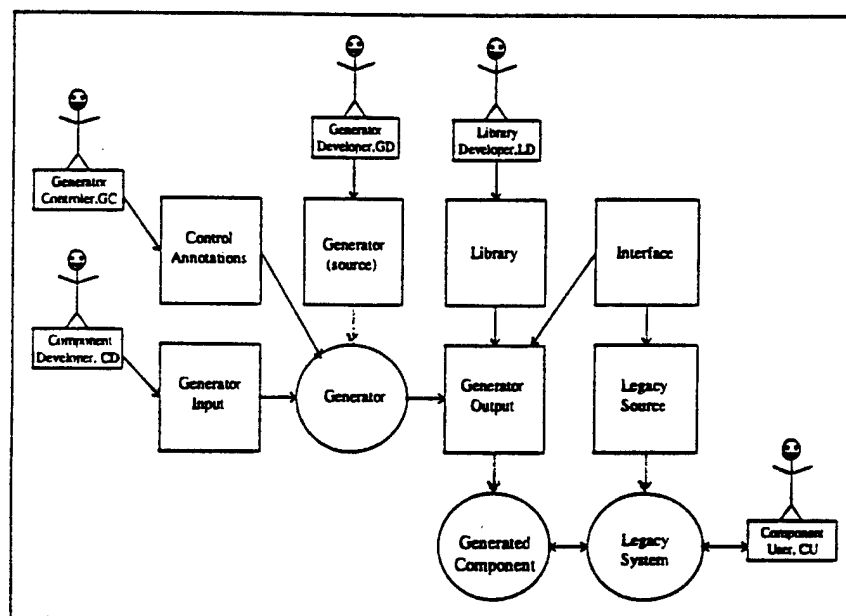 Generator
Developer,GD
Library
Developer,LD
Generator
Controler,GC
Control
Annotations
Generator
(source)
Library
Interface
Component
Developer, CD
Generator
Input
Generator
Generator
Output
Legacy
Source
Generated
Component
Legacy
System
Component
User, CU